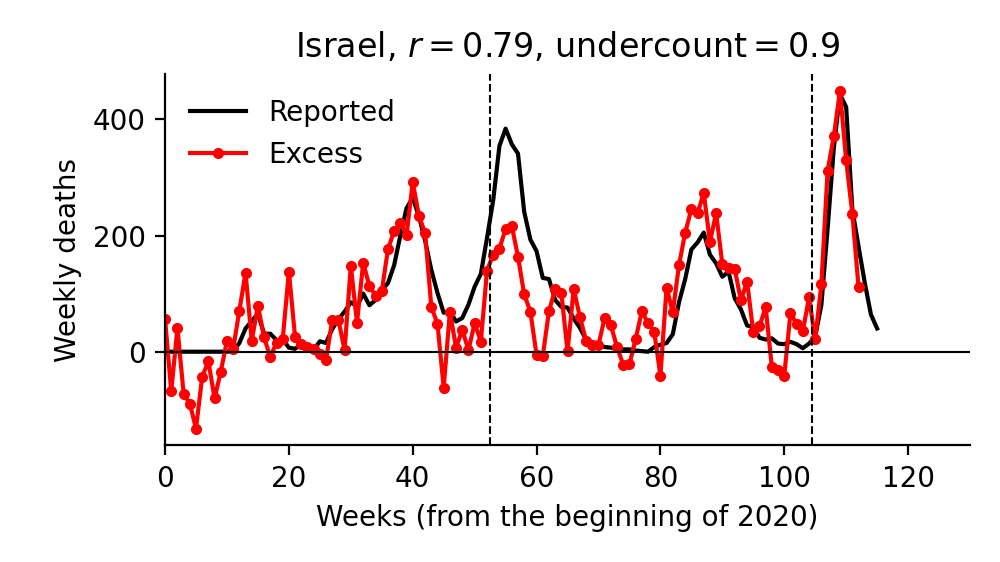 Israel, r = 0.79, undercount = 0.9
Reported
Excess
Weekly deaths
400
200
0
0 20 40 60 80 100 120
Weeks (from the beginning of 2020)